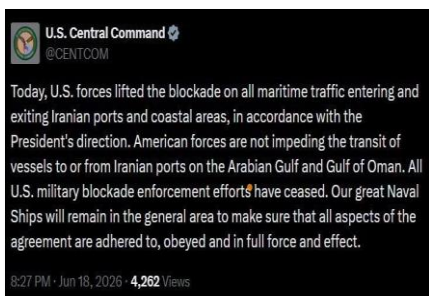 U.S. Central Command
@CENTCOM
Today, U.S. forces lifted the blockade on all maritime traffic entering and
exiting Iranian ports and coastal areas, in accordance with the
President's direction. American forces are not impeding the transit of
vessels to or from Iranian ports on the Arabian Gulf and Gulf of Oman. All
U.S. military blockade enforcement efforts have ceased. Our great Naval
Ships will remain in the general area to make sure that all aspects of the
agreement are adhered to, obeyed and in full force and effect.
8:27 PM · Jun 18, 2026 · 4,262 Views